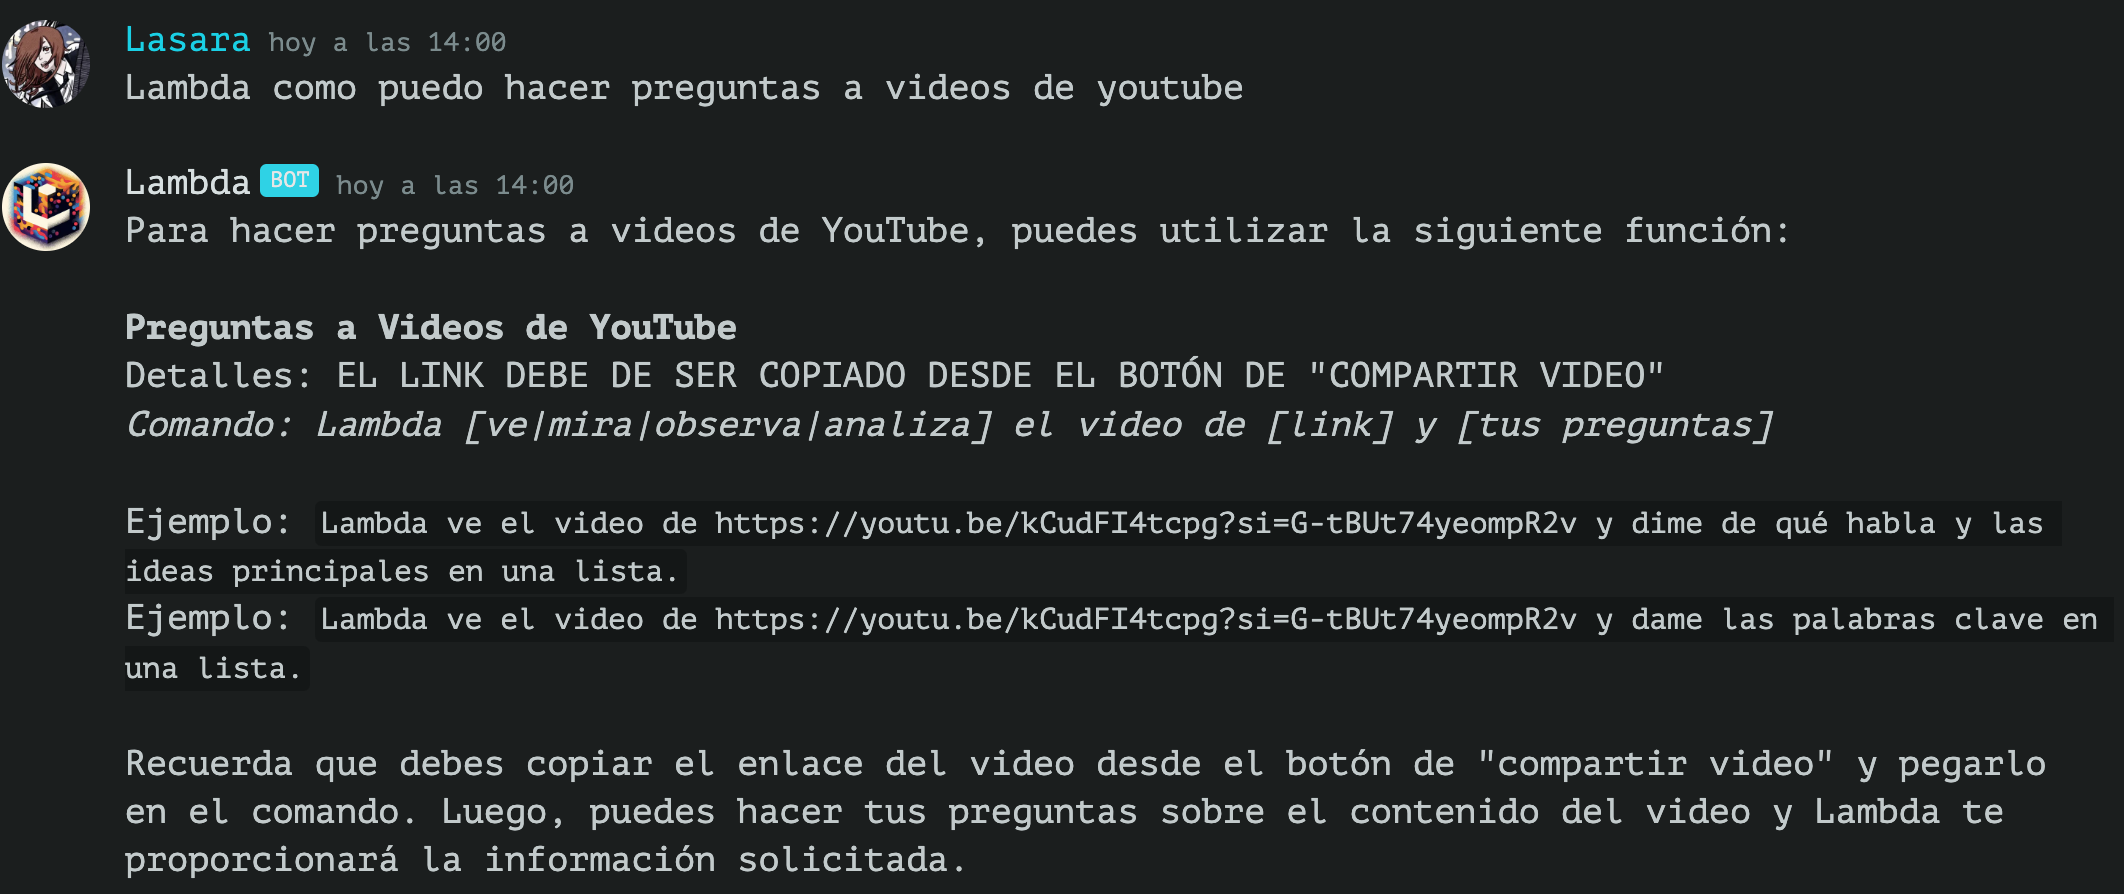 Lasara hoy a las 14:00
Lambda como puedo hacer preguntas a videos de youtube
Lambda BOT hoy a las 14:00
Para hacer preguntas a videos de YouTube, puedes utilizar la siguiente función:
Preguntas a Videos de YouTube
Detalles: EL LINK DEBE DE SER COPIADO DESDE EL BOTÓN DE "COMPARTIR VIDEO"
Comando: Lambda [ve|mira|observa|analiza] el video de [link] y [tus preguntas]
Ejemplo: Lambda ve el video de https://youtu.be/kCudFI4tcpg?si=G-tBUt74yeompR2v y dime de qué habla y las
ideas principales en una lista.
Ejemplo: Lambda ve el video de https://youtu.be/kCudFI4tcpg?si=G-tBUt74yeompR2v y dame las palabras clave en
una lista.
Recuerda que debes copiar el enlace del video desde el botón de "compartir video" y pegarlo
en el comando. Luego, puedes hacer tus preguntas sobre el contenido del video y Lambda te
proporcionará la información solicitada.